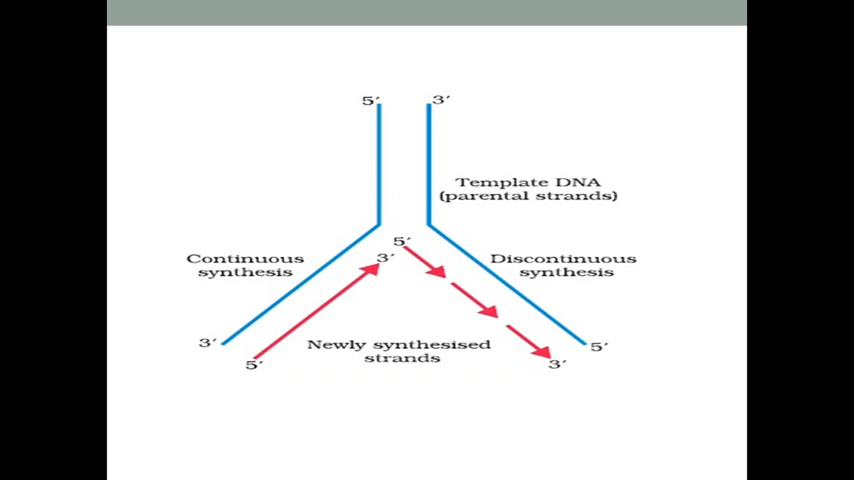 5′
3′
Template DNA
(parental strands)
5′
3′
Continuous
synthesis
Discontinuous
synthesis
3′
5′
Newly synthesised
strands
5′
3′